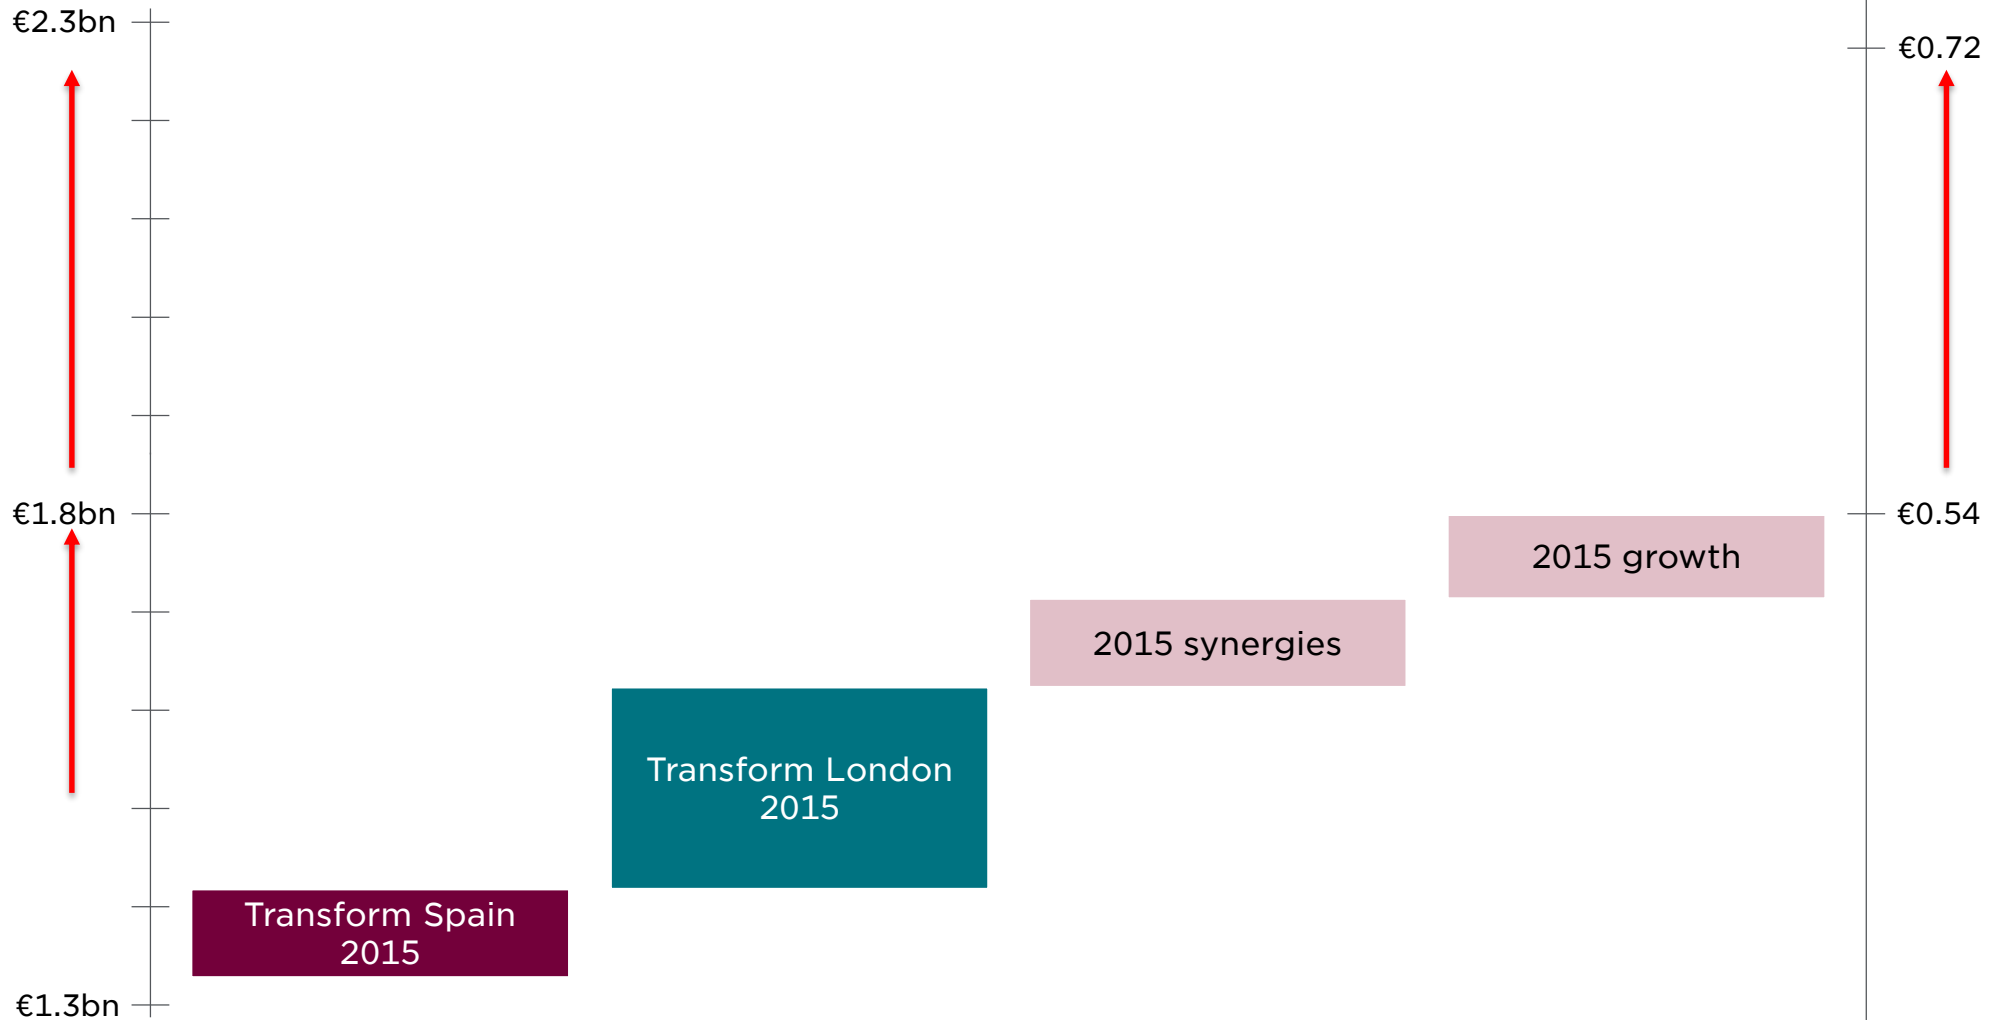 €2.3bn
€0.72
€1.8bn
€0.54
2015 growth
2015 synergies
Transform London
2015
Transform Spain
2015
€1.3bn